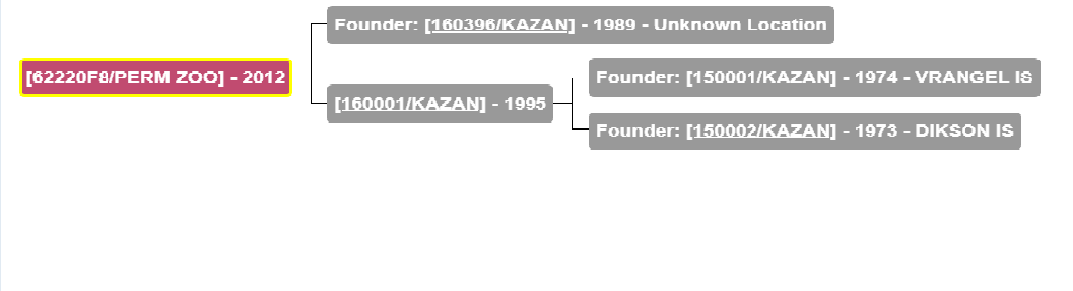 Founder: [160396/KAZAN] - 1989 - Unknown Location
[62220F8/PERM ZOO] - 2012
Founder: [150001/KAZAN] - 1974 - VRANGEL IS
[160001/KAZAN] - 1995
Founder: [150002/KAZAN] - 1973 - DIKSON IS